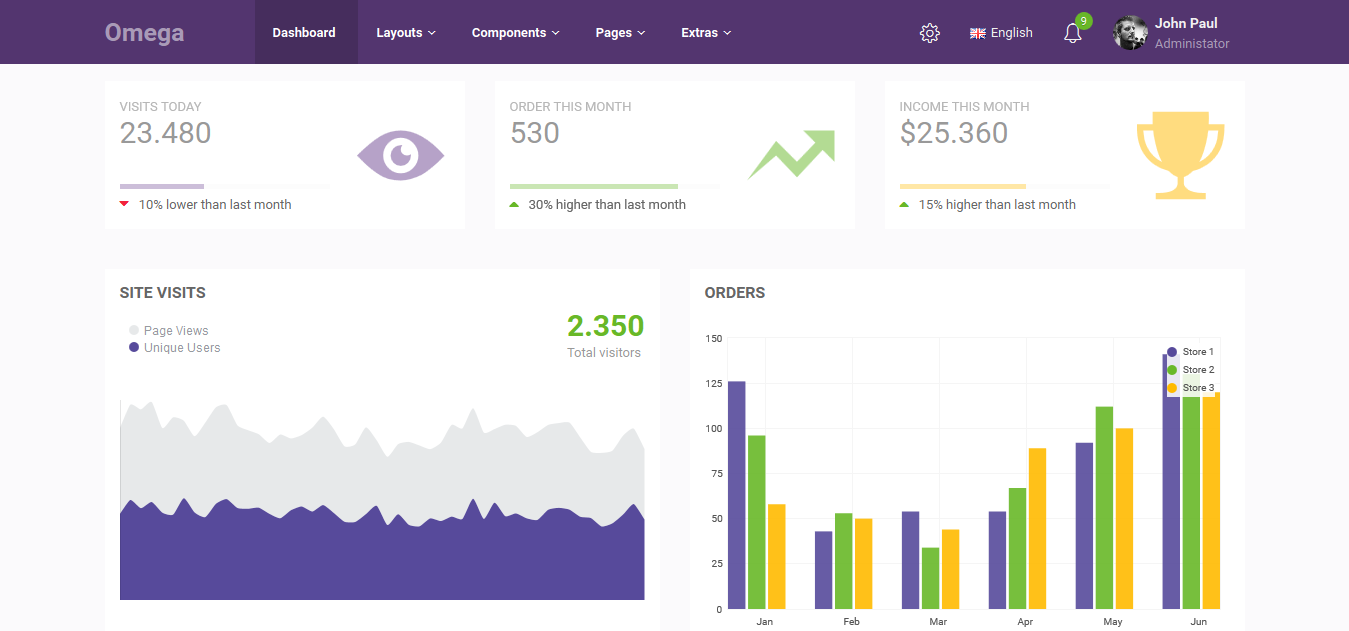 Omega
Dashboard
Layouts
Components
Pages
Extras
English
9
John Paul
Administator
VISITS TODAY
23.480
10% lower than last month
ORDER THIS MONTH
530
30% higher than last month
INCOME THIS MONTH
$25.360
15% higher than last month
SITE VISITS
Page Views
Unique Users
2.350
Total visitors
ORDERS
150
125
100
75
50
25
0
Store 1
Store 2
Store 3
Jan
Feb
Mar
Apr
May
Jun